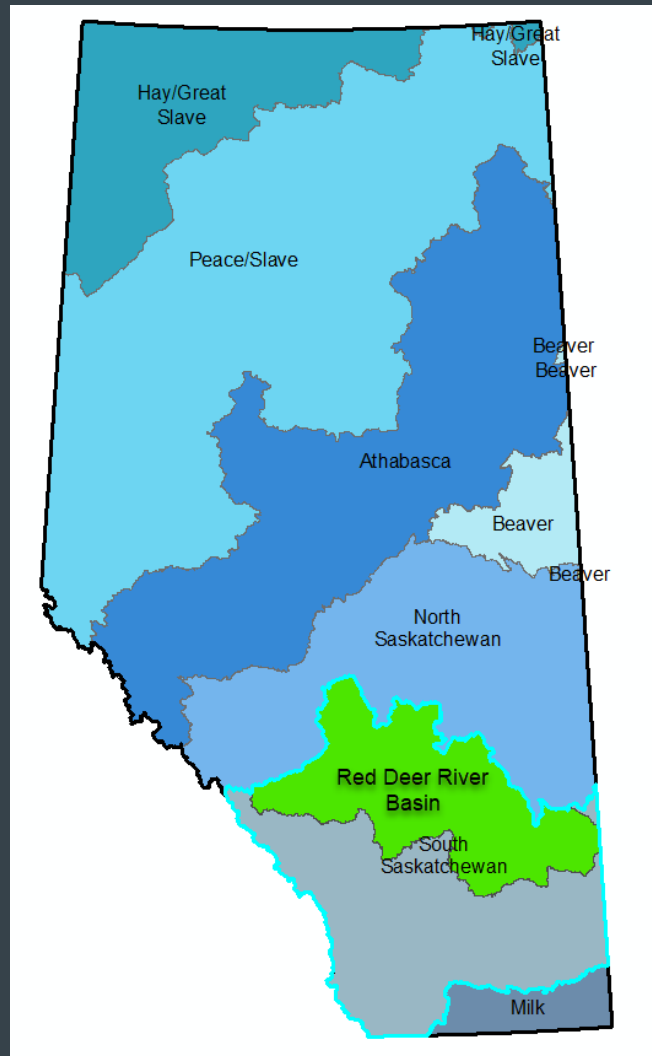 Hay/Great
Slave
Hay/Great
Slave
Peace/Slave
Beaver
Beaver
Athabasca
Beaver
Beaver
North
Saskatchewan
Red Deer River
Basin
South
Saskatchewan
Milk